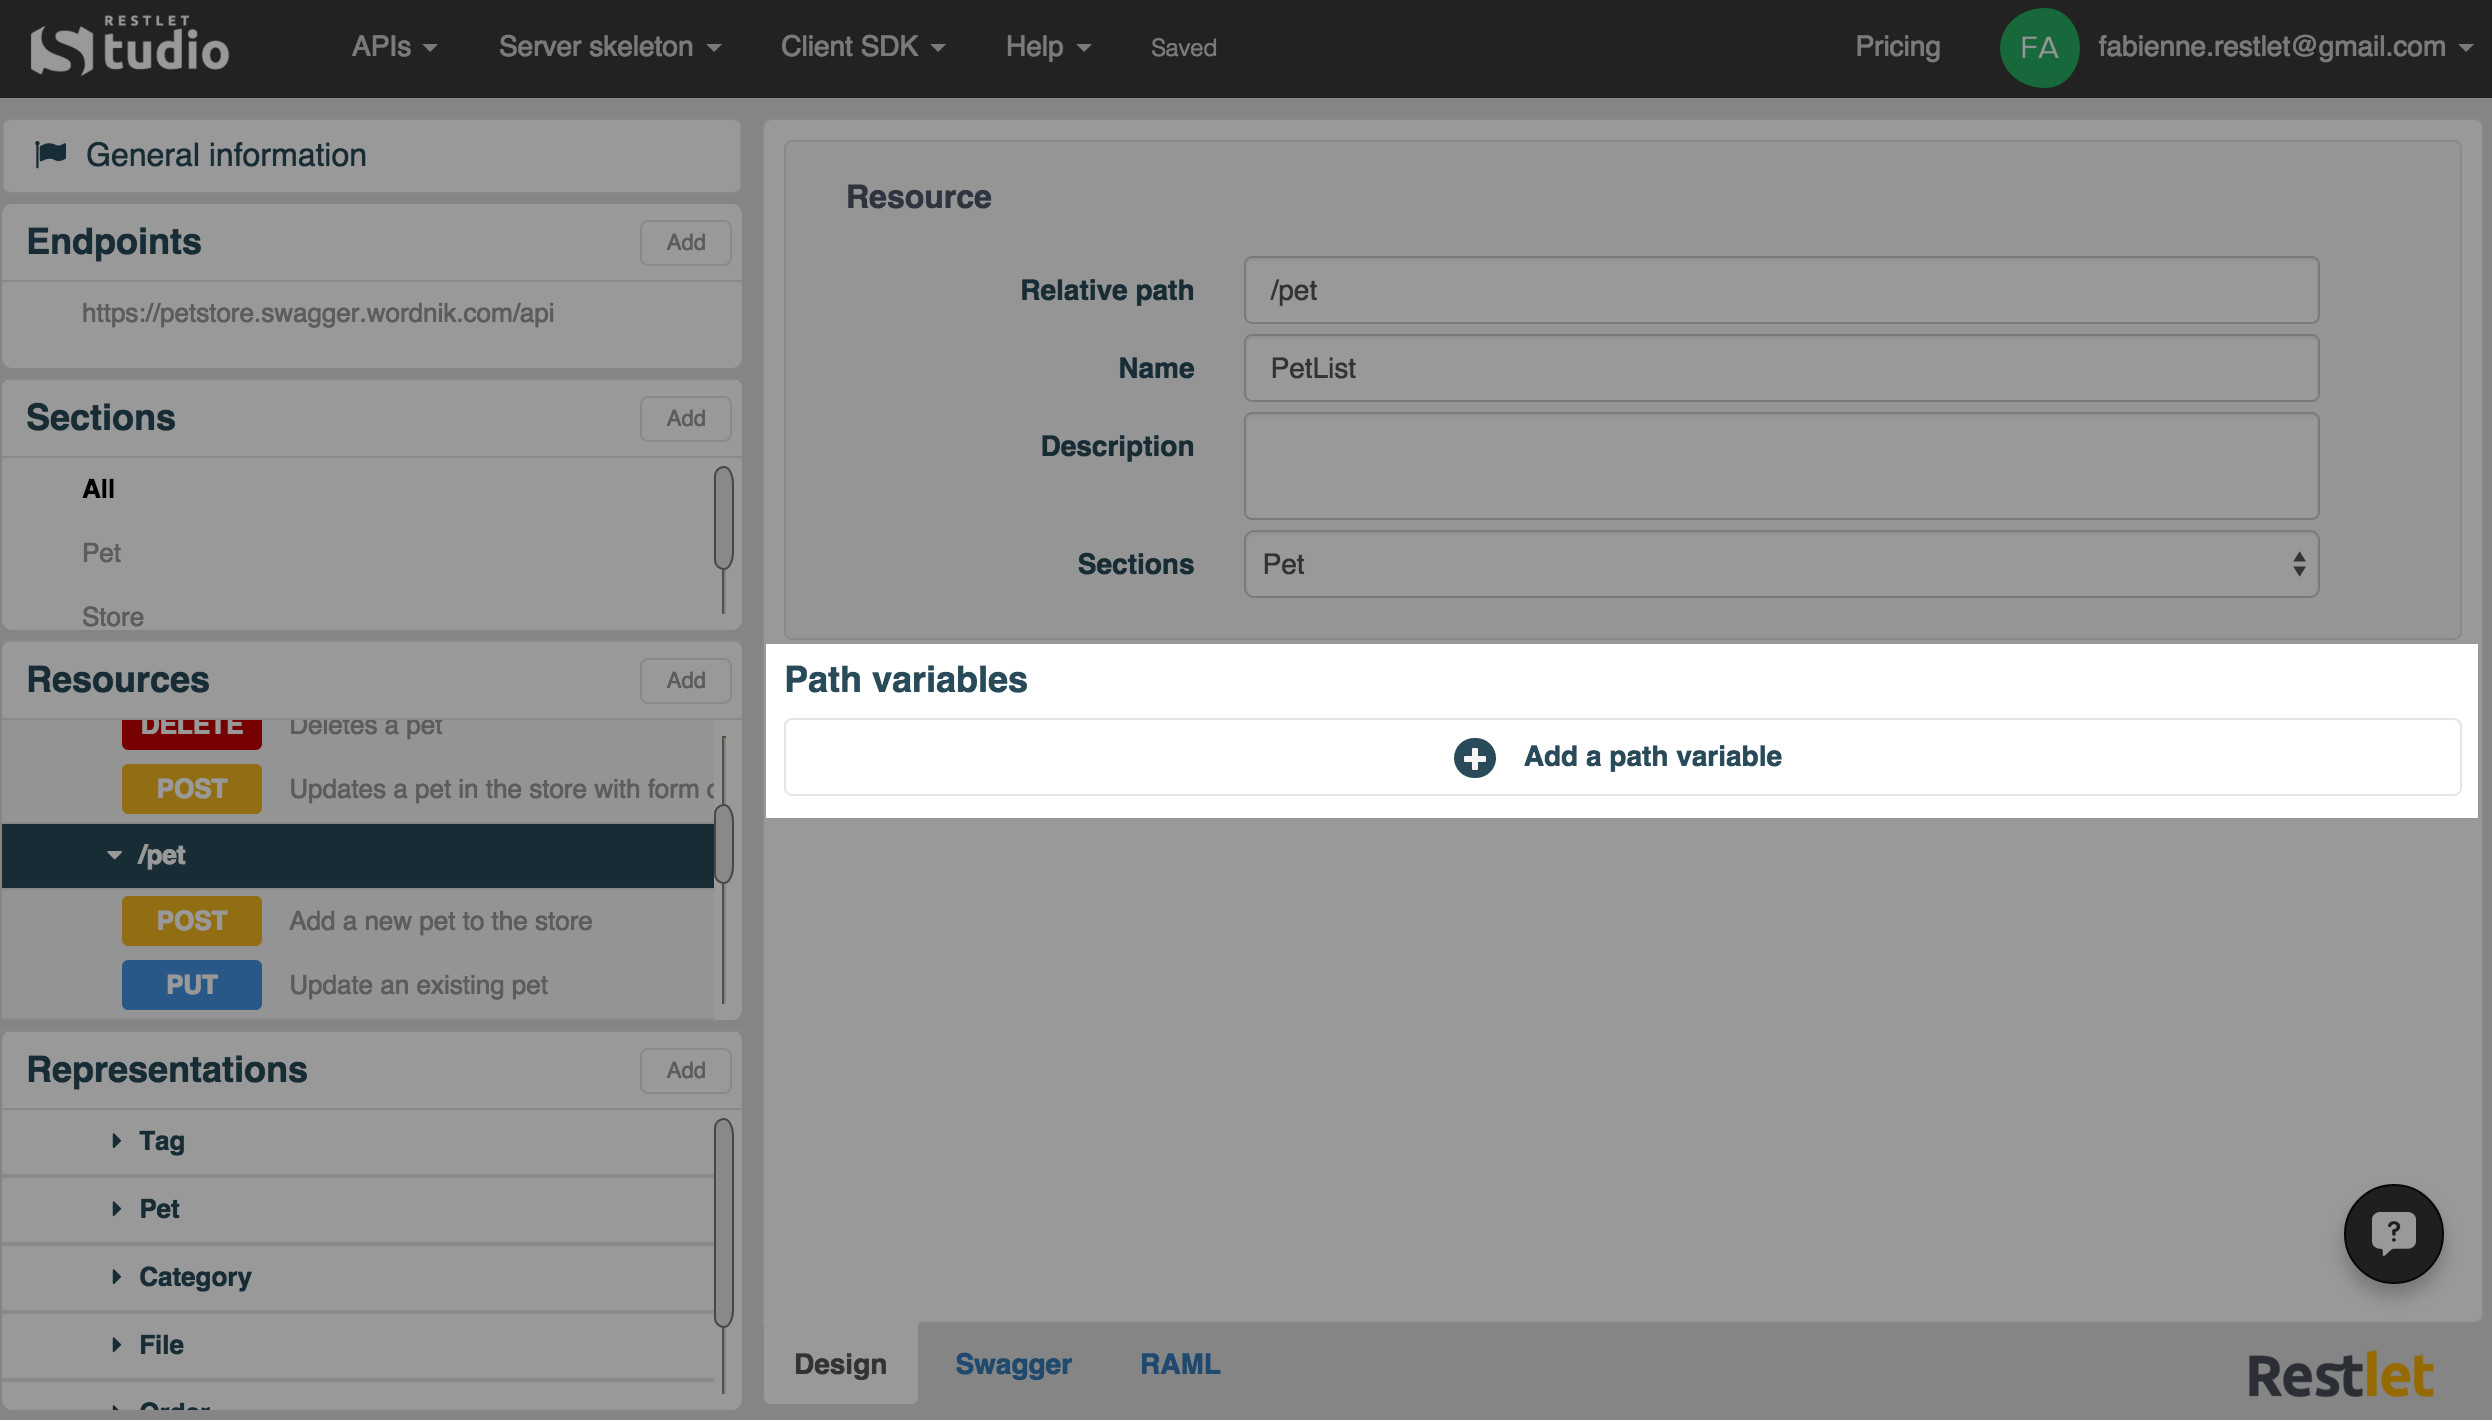 RESTLET
Studio
APIs
Server skeleton
Client SDK
Help
Saved
Pricing
FA
fabienne.restlet@gmail.com
General information
Endpoints
Add
https://petstore.swagger.wordnik.com/api
Sections
Add
All
Pet
Store
Resources
Add
DELETE
Deletes a pet
POST
Updates a pet in the store with form
/pet
POST
Add a new pet to the store
PUT
Update an existing pet
Representations
Add
Tag
Pet
Category
File
Order
Resource
Relative path
/pet
Name
PetList
Description
Sections
Pet
Path variables
Add a path variable
?
Design
Swagger
RAML
Restlet